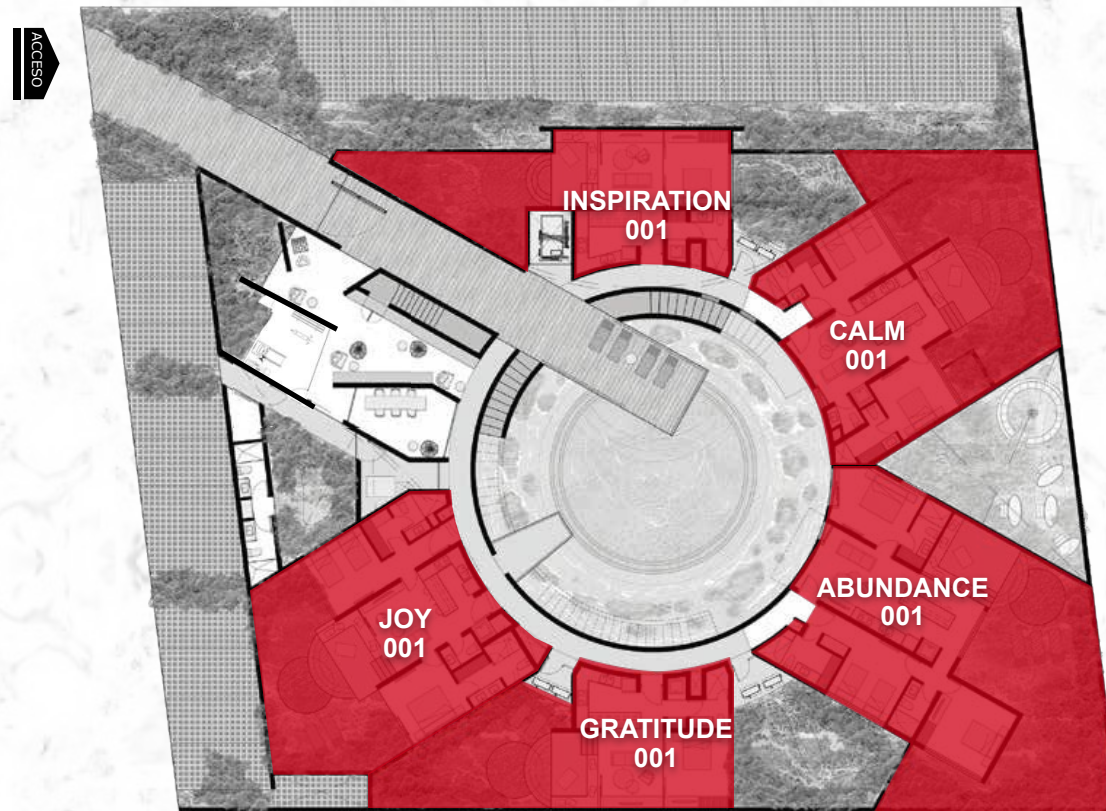 ACCESO
INSPIRATION
001
CALM
001
ABUNDANCE
001
JOY
001
GRATITUDE
001